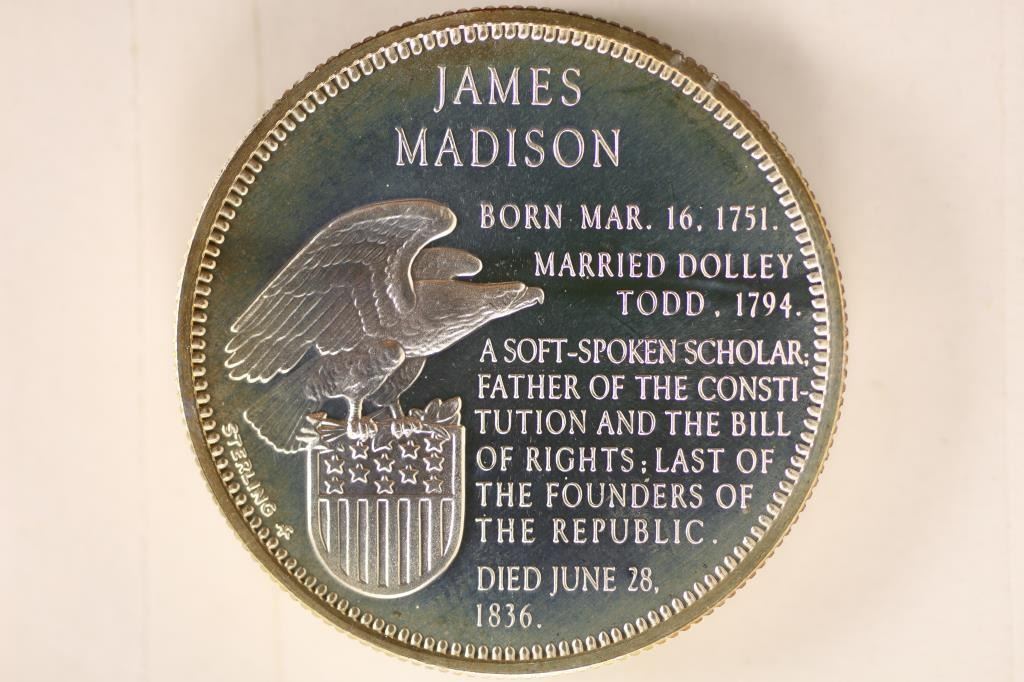 JAMES
MADISON
BORN MAR. 16, 1751.
MARRIED DOLLEY
TODD, 1794.
A SOFT-SPOKEN SCHOLAR;
FATHER OF THE CONSTI-
TUTION AND THE BILL
OF RIGHTS; LAST OF
THE FOUNDERS OF
THE REPUBLIC.
DIED JUNE 28,
1836.
STERLING